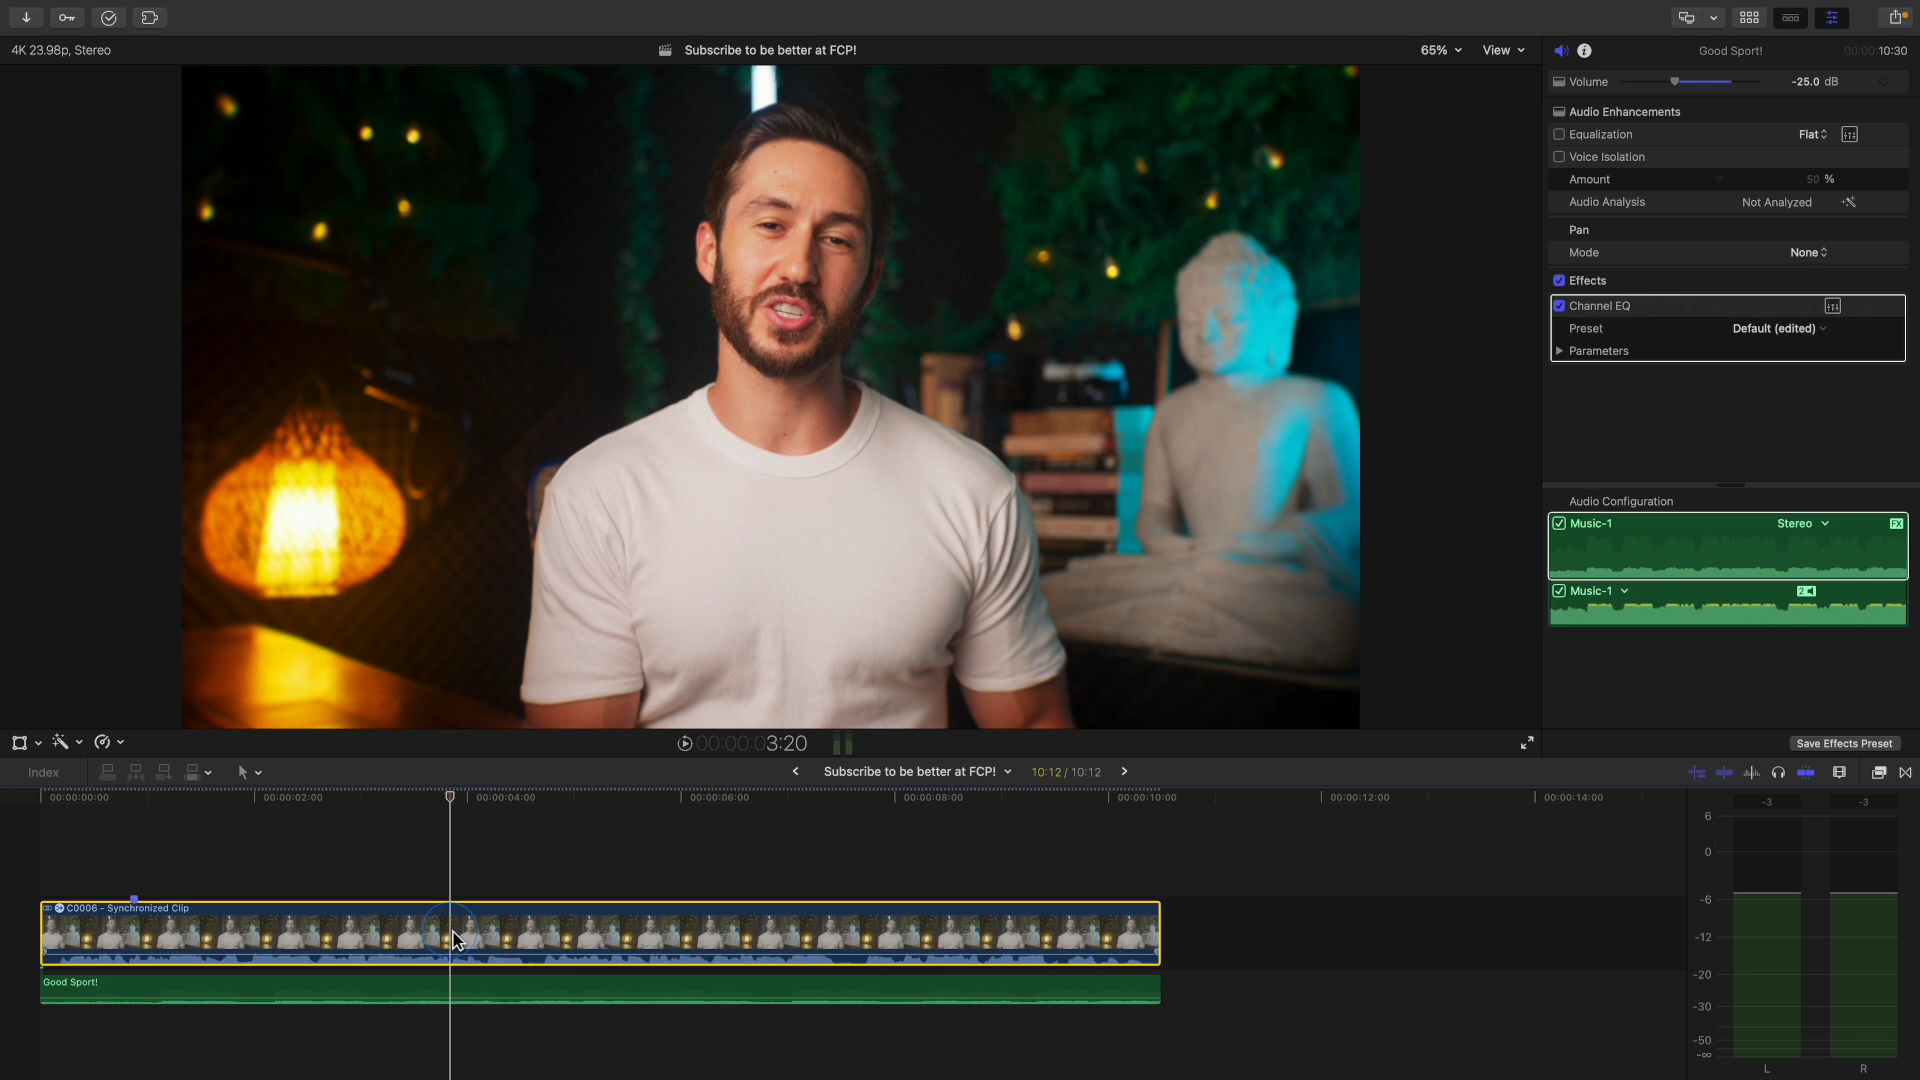 4K 23.98p, Stereo
Subscribe to be better at FCP!
65%
View
Good Sport!
00:00:10:30
Volume
-25.0 dB
Audio Enhancements
Equalization
Flat
Voice Isolation
Amount
50 %
Audio Analysis
Not Analyzed
Pan
Mode
None
Effects
Channel EQ
Preset
Default (edited)
Parameters
Audio Configuration
Music-1
Stereo
FX
Music-1
2
00:00:03:20
Save Effects Preset
Index
Subscribe to be better at FCP!
10:12 / 10:12
00:00:00:00
00:00:02:00
00:00:04:00
00:00:06:00
00:00:08:00
00:00:10:00
00:00:12:00
00:00:14:00
-3
-3
6
0
-6
-12
-20
-30
-50
-∞
L
R
C0006 - Synchronized Clip
Good Sport!